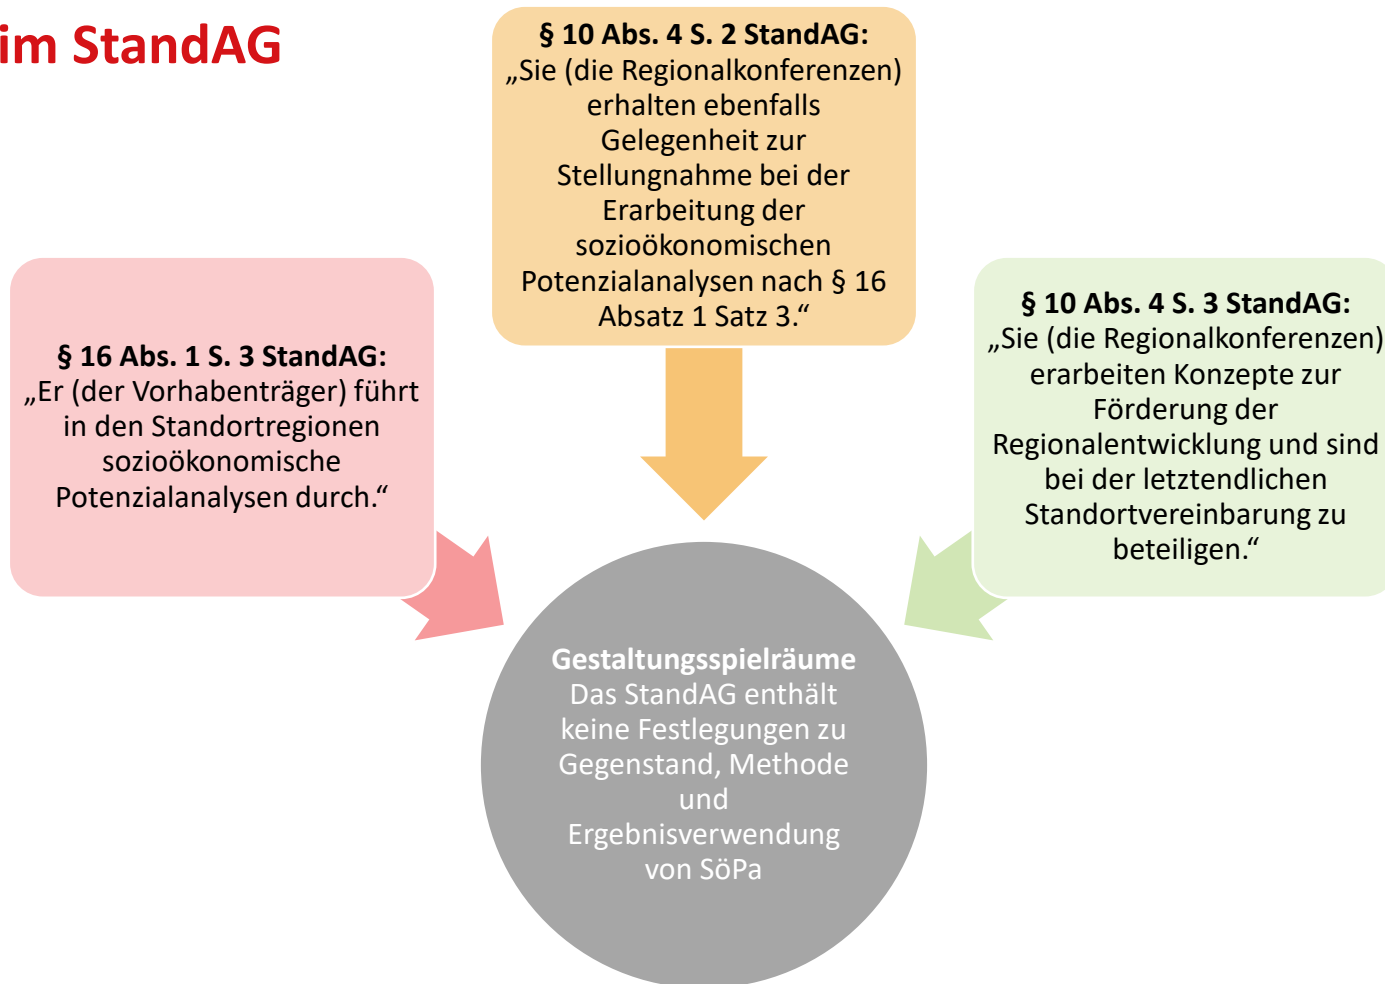 im StandAG
§ 10 Abs. 4 S. 2 StandAG:
„Sie (die Regionalkonferenzen)
erhalten ebenfalls
Gelegenheit zur
Stellungnahme bei der
Erarbeitung der
sozioökonomischen
Potenzialanalysen nach § 16
Absatz 1 Satz 3.“
§ 16 Abs. 1 S. 3 StandAG:
„Er (der Vorhabenträger) führt
in den Standortregionen
sozioökonomische
Potenzialanalysen durch.“
§ 10 Abs. 4 S. 3 StandAG:
„Sie (die Regionalkonferenzen)
erarbeiten Konzepte zur
Förderung der
Regionalentwicklung und sind
bei der letztendlichen
Standortvereinbarung zu
beteiligen.“
Gestaltungsspielräume
Das StandAG enthält
keine Festlegungen zu
Gegenstand, Methode
und
Ergebnisverwendung
von SöPa